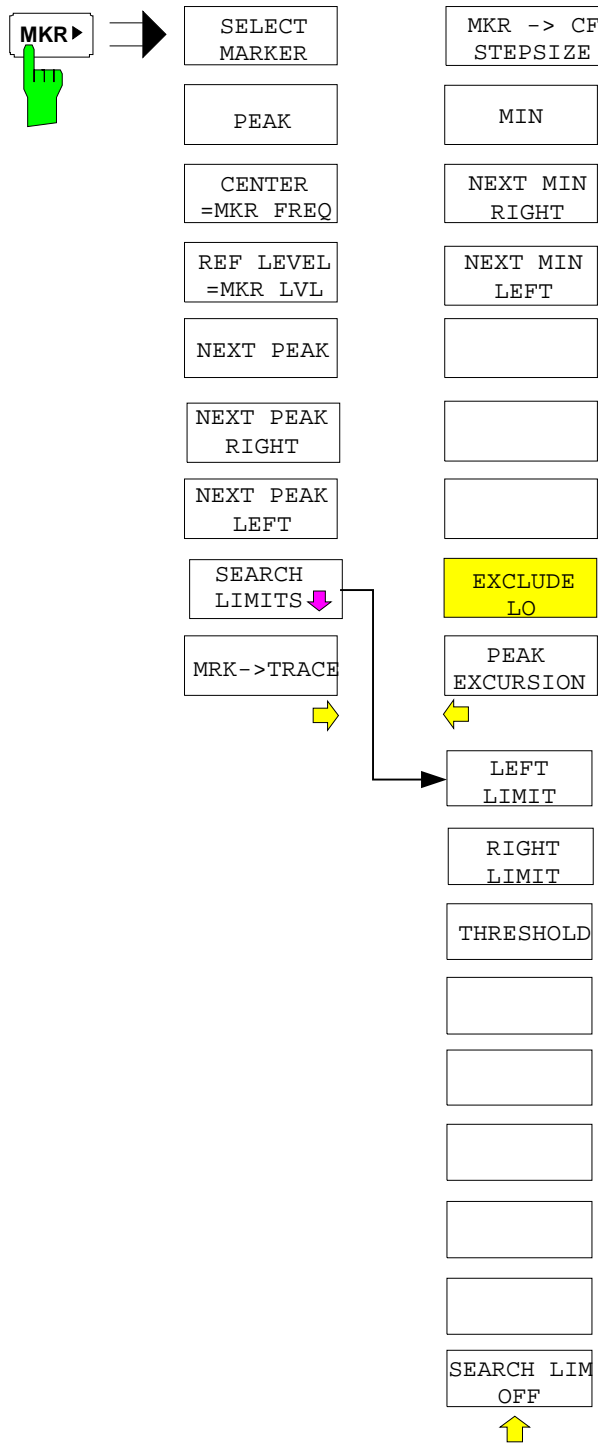 MKR
SELECT
MARKER
PEAK
CENTER
=MKR FREQ
REF LEVEL
=MKR LVL
NEXT PEAK
NEXT PEAK
RIGHT
NEXT PEAK
LEFT
SEARCH
LIMITS
MRK->TRACE
MKR -> CF
STEPSIZE
MIN
NEXT MIN
RIGHT
NEXT MIN
LEFT
EXCLUDE
LO
PEAK
EXCURSION
LEFT
LIMIT
RIGHT
LIMIT
THRESHOLD
SEARCH LIM
OFF